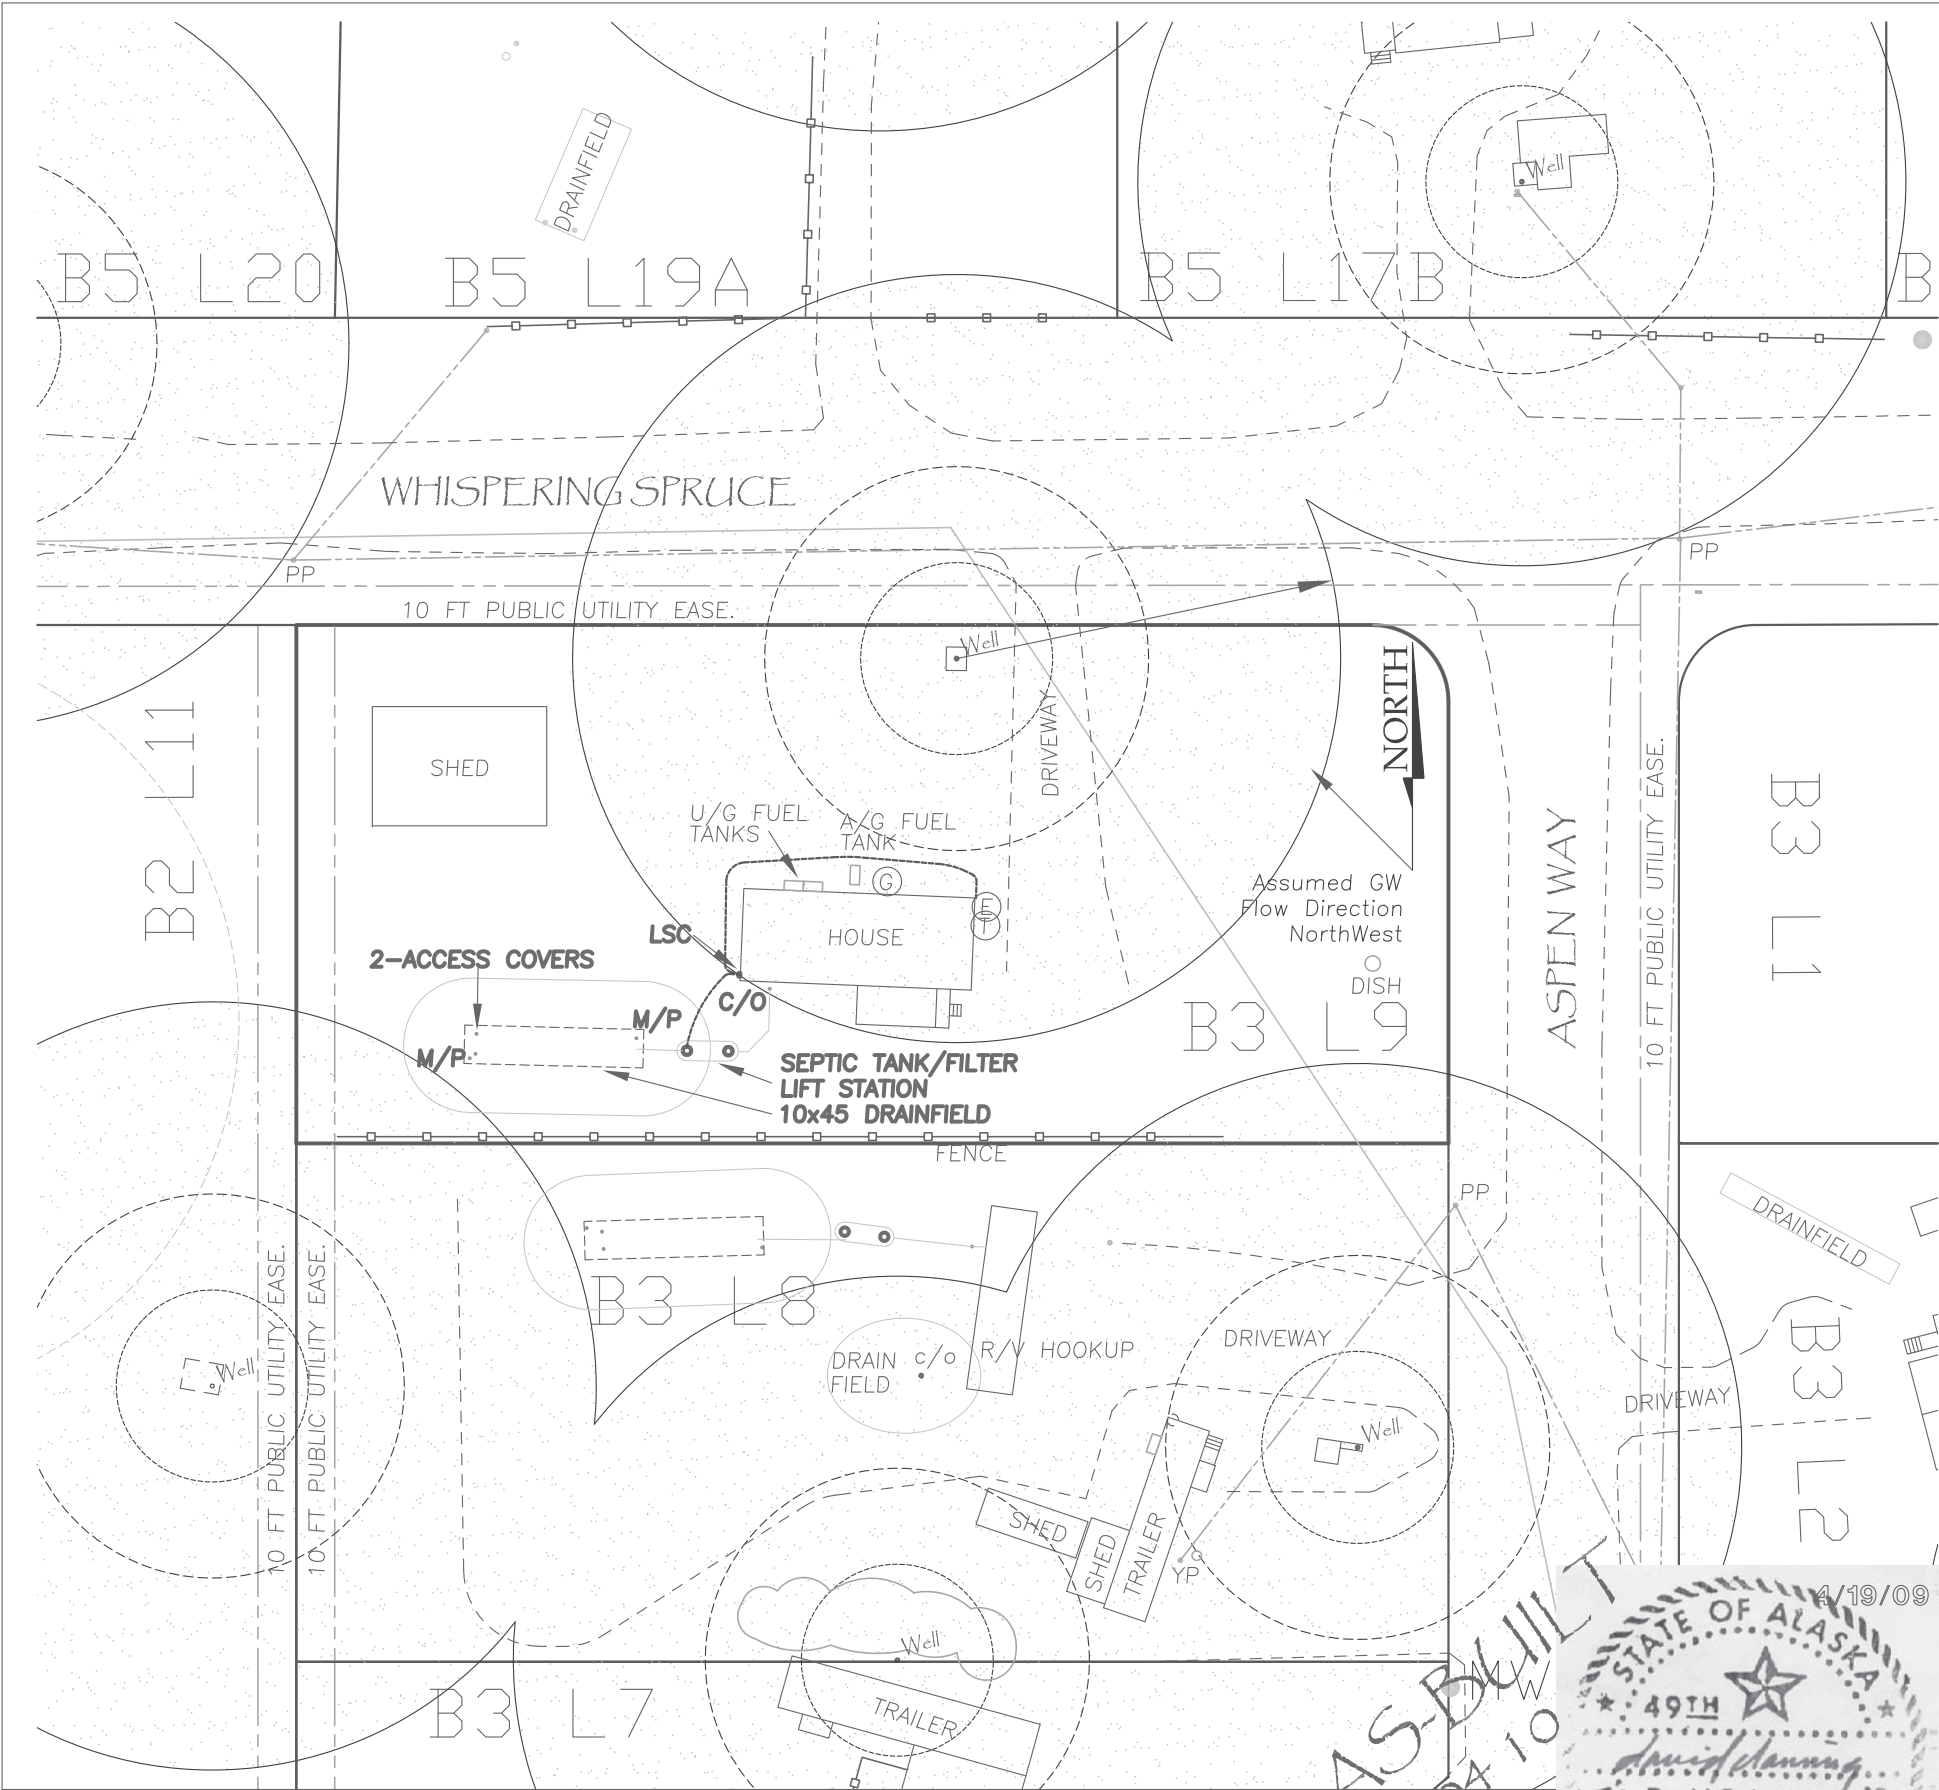 DRAINFIELD
Well
B5 L20
B5 L19A
B5 L17B
B
WHISPERING SPRUCE
PP
PP
10 FT PUBLIC UTILITY EASE.
Well
NORTH
DRIVEWAY
SHED
B2 L11
U/G FUEL
TANKS
A/G FUEL
TANK
G
E
T
HOUSE
LSC
2-ACCESS COVERS
C/O
M/P
M/P
SEPTIC TANK/FILTER
LIFT STATION
10x45 DRAINFIELD
Assumed GW
Flow Direction
NorthWest
DISH
B3 L9
ASPEN WAY
10 FT PUBLIC UTILITY EASE.
B3 L1
FENCE
PP
DRAINFIELD
B3 L8
DRIVEWAY
DRAIN
FIELD
c/o
R/V HOOKUP
Well
10 FT PUBLIC UTILITY EASE.
10 FT PUBLIC UTILITY EASE.
DRIVEWAY
B3 L2
Well
SHED
SHED
TRAILER
YP
Well
TRAILER
B3 L7
MW
AS-BUILT
4/19/09
STATE OF ALASKA
49TH